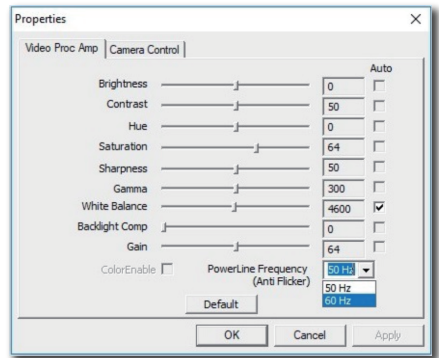 Properties
Video Proc Amp Camera Control
Auto
Brightness 0
Contrast 50
Hue 0
Saturation 64
Sharpness 50
Gamma 300
White Balance 4600
Backlight Comp 0
Gain 64
ColorEnable PowerLine Frequency 50 Hz
(Anti Flicker)
50 Hz
60 Hz
Default
OK Cancel Apply